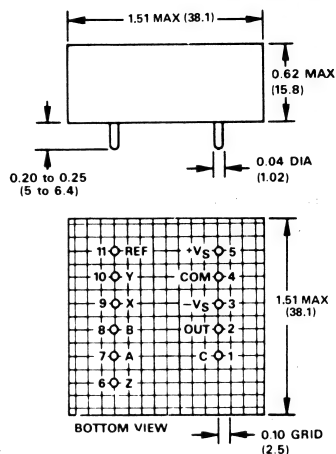 1.51 MAX (38.1)
0.62 MAX
(15.8)
0.20 to 0.25
(5 to 6.4)
0.04 DIA
(1.02)
11 REF +VS 5
10 Y COM 4
9 X -VS 3
8 B OUT 2
7 A C 1
6 Z
1.51 MAX
(38.1)
BOTTOM VIEW
0.10 GRID
(2.5)